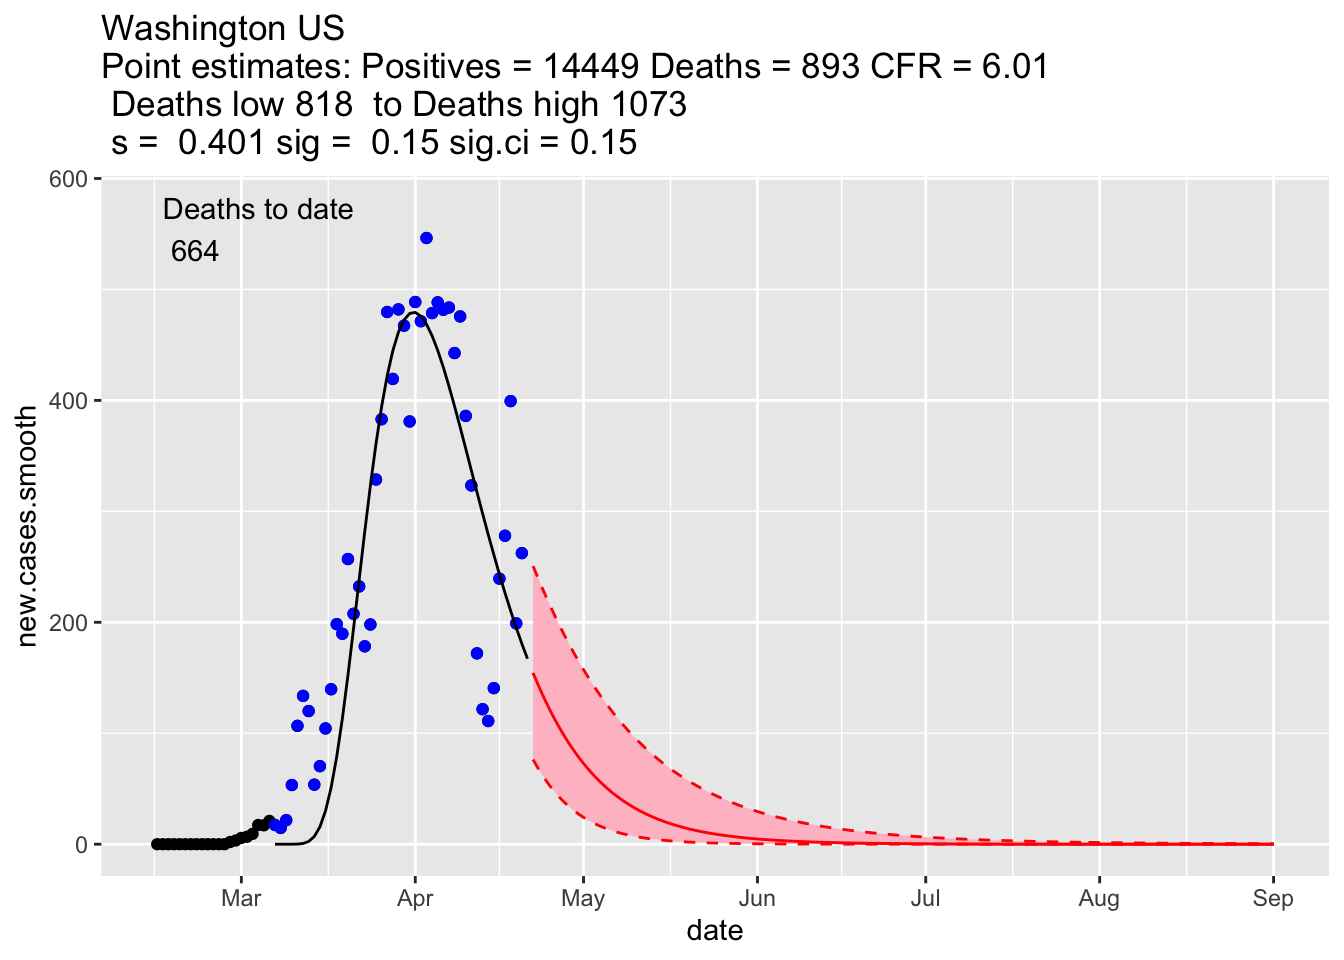 Washington US
Point estimates: Positives = 14449 Deaths = 893 CFR = 6.01
Deaths low 818  to Deaths high 1073
s =  0.401 sig =  0.15 sig.ci = 0.15
600
Deaths to date
664
400
new.cases.smooth
200
0
Mar Apr May Jun Jul Aug Sep
date